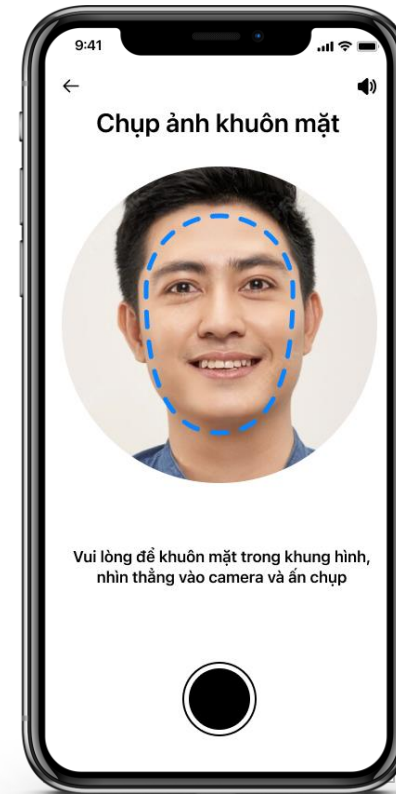 9:41
Chụp ảnh khuôn mặt
Vui lòng để khuôn mặt trong khung hình,
nhìn thẳng vào camera và ấn chụp